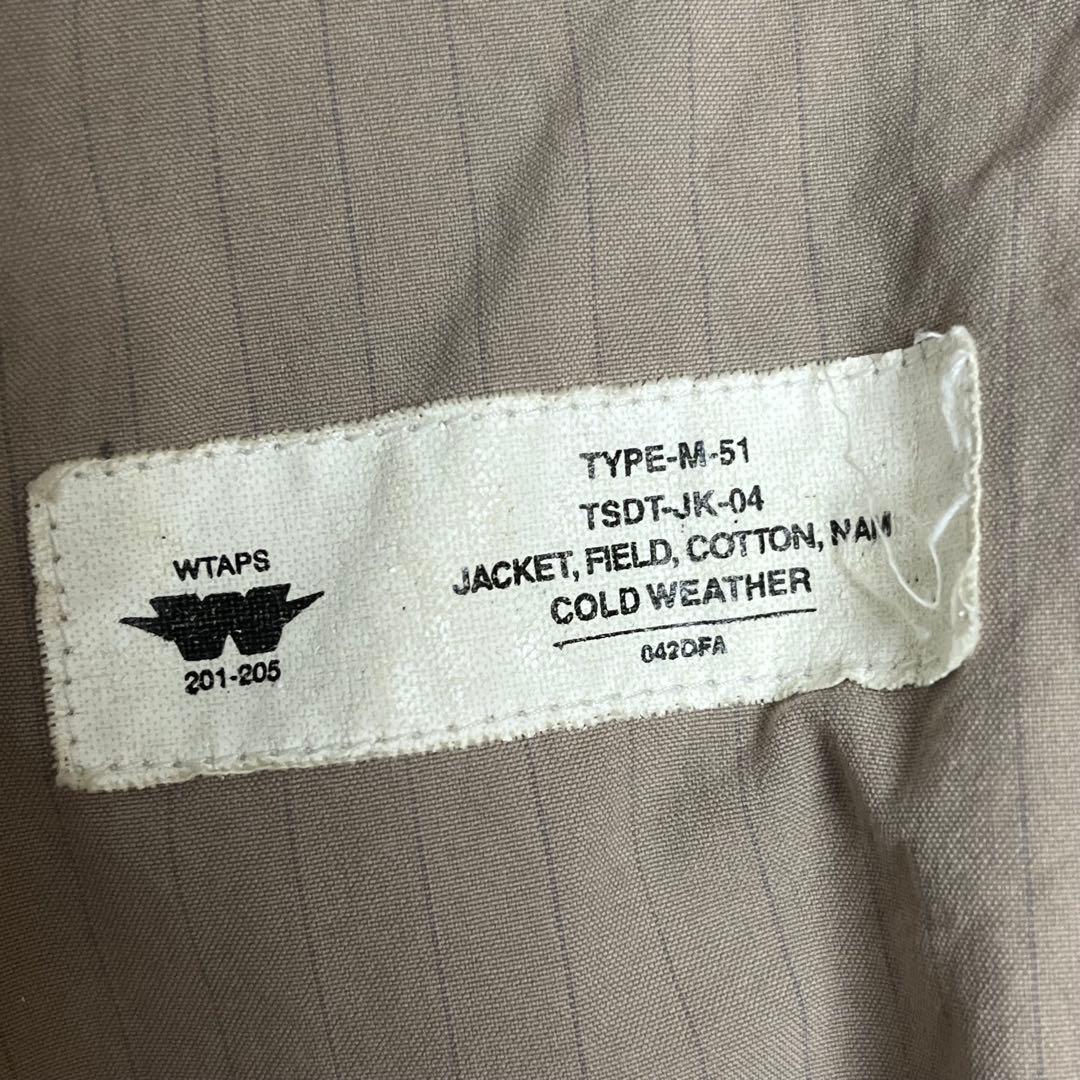 WTAPS
201-205
TYPE-M-51
TSDT-JK-04
JACKET, FIELD, COTTON, NAM
COLD WEATHER
042DFA